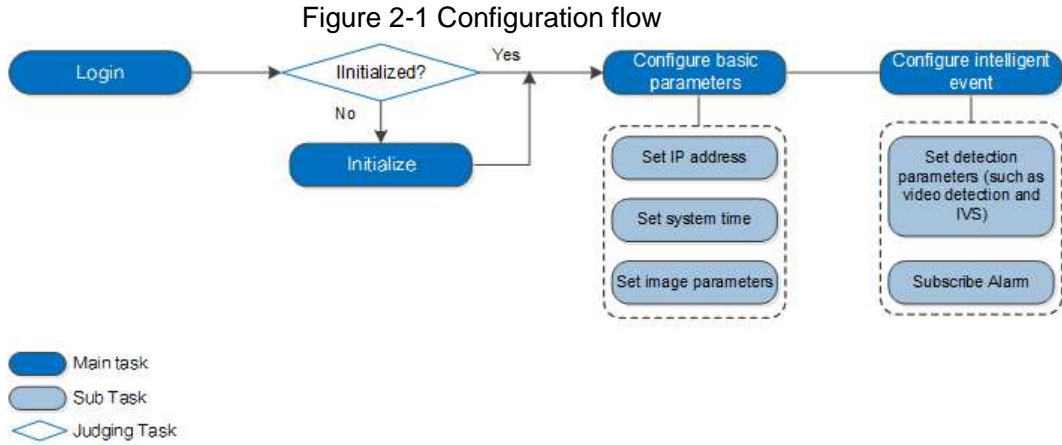 Figure 2-1 Configuration flow
Login
IInitialized?
Yes
No
Initialize
Configure basic
parameters
Set IP address
Set system time
Set image parameters
Configure intelligent
event
Set detection
parameters (such as
video detection and
IVS)
Subscribe Alarm
Main task
Sub Task
Judging Task